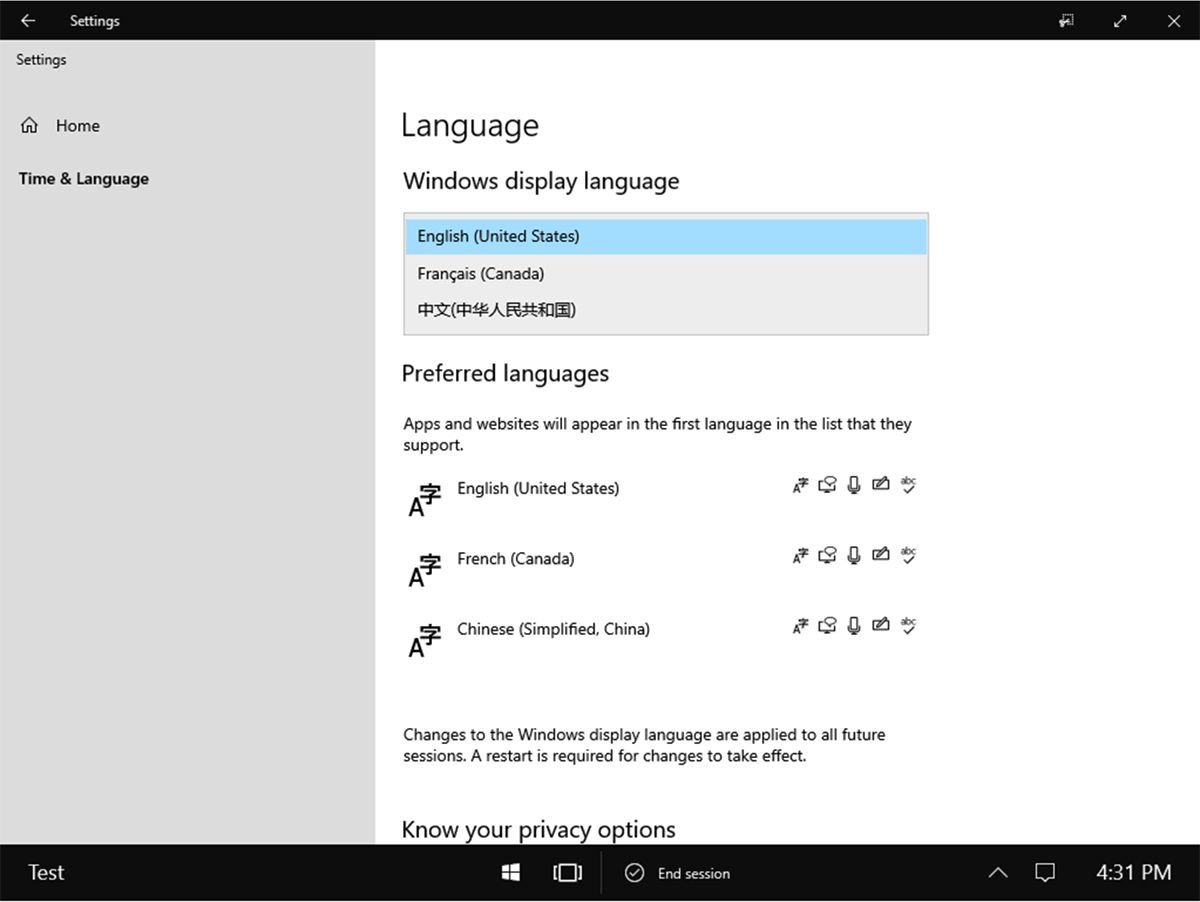 Settings
Settings
Home
Time & Language
Language
Windows display language
English (United States)
Français (Canada)
中文(中华人民共和国)
Preferred languages
Apps and websites will appear in the first language in the list that they
support.
English (United States)
French (Canada)
Chinese (Simplified, China)
Changes to the Windows display language are applied to all future
sessions. A restart is required for changes to take effect.
Know your privacy options
Test
End session
4:31 PM